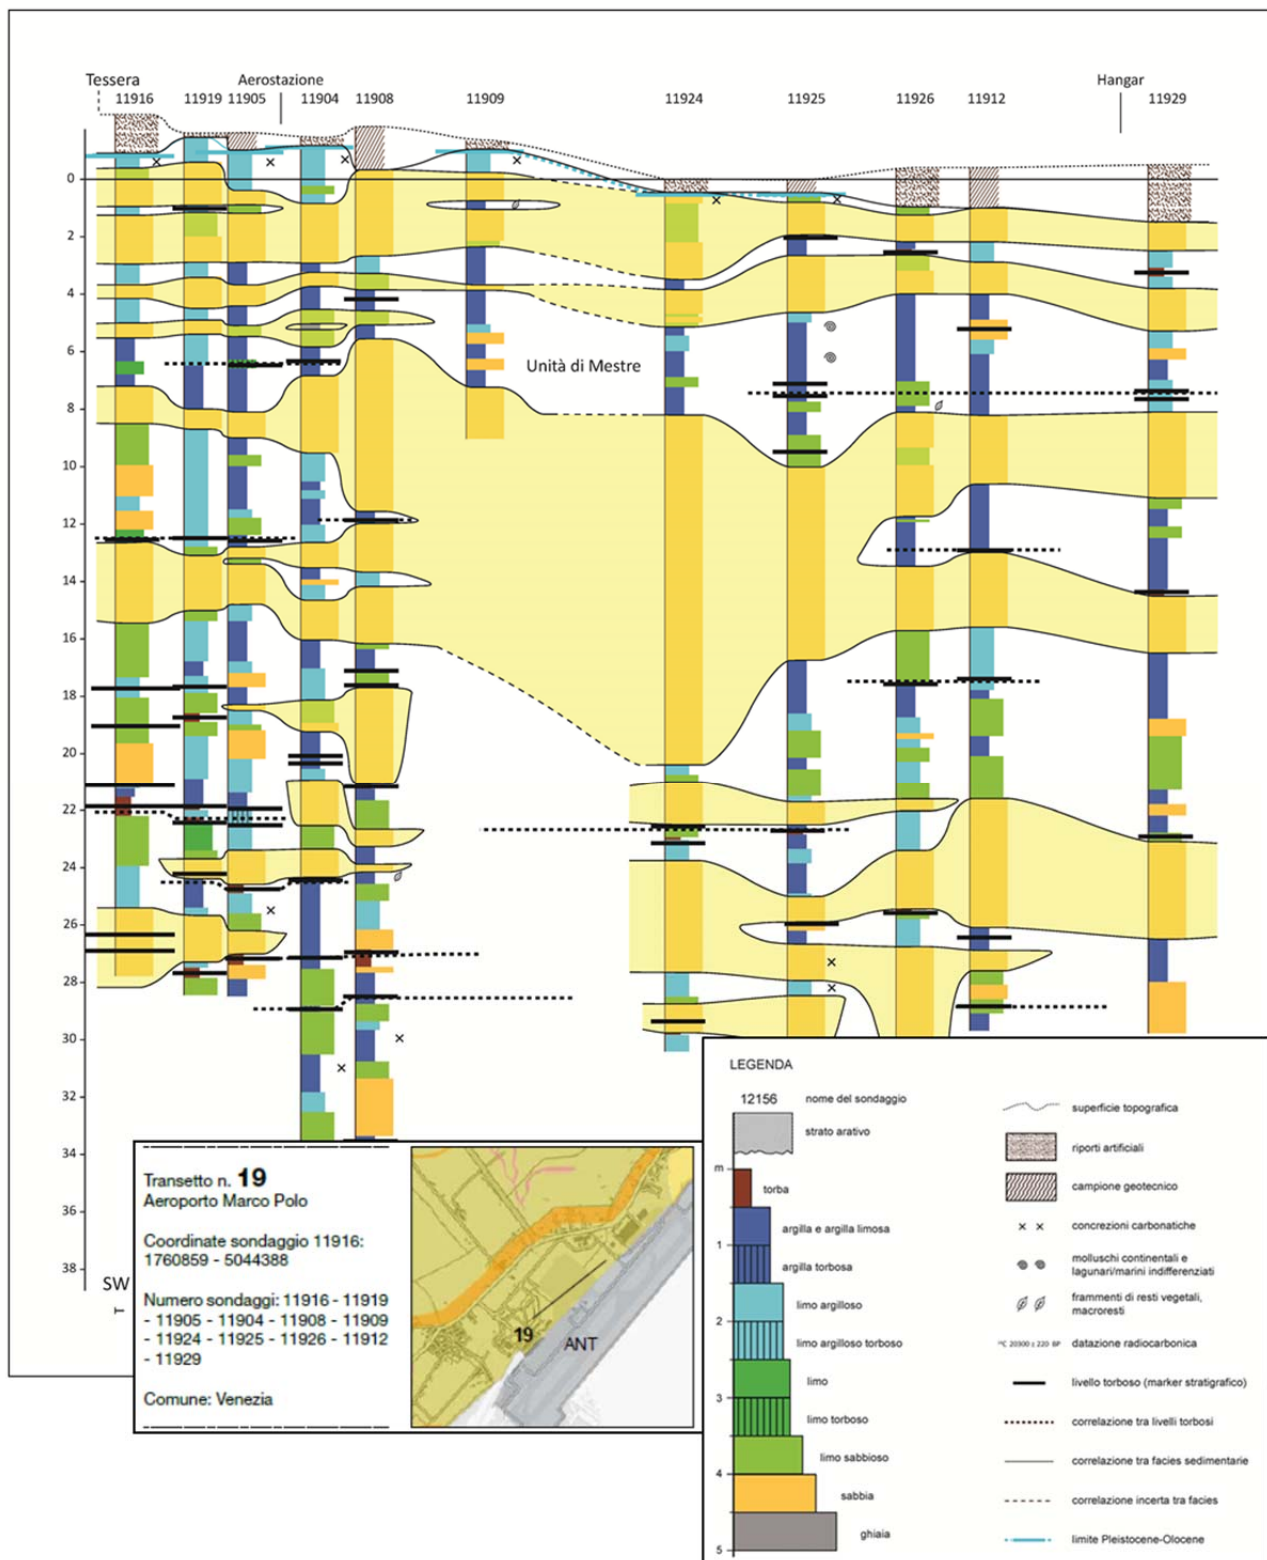 Tessera Aerostazione Hangar
11916 11919 11905 11904 11908 11909 11924 11925 11926 11912 11929
0
2
4
6
Unità di Mestre
8
10
12
14
16
18
20
22
24
26
28
30
32
34
36
38
SW
Transetto n. 19
Aeroporto Marco Polo
Coordinate sondaggio 11916:
1760859 - 5044388
Numero sondaggi: 11916 - 11919
- 11905 - 11904 - 11908 - 11909
- 11924 - 11925 - 11926 - 11912
- 11929
Comune: Venezia
19
ANT
LEGENDA
12156 nome del sondaggio
strato arativo
m
torba
argilla e argilla limosa
1
argilla torbosa
limo argilloso
2
limo argilloso torboso
limo
3
limo torboso
limo sabbioso
4
sabbia
ghiaia
5
superficie topografica
riporti artificiali
campione geotecnico
× × concrezioni carbonatiche
molluschi continentali e
lagunari/marini indifferenziati
frammenti di resti vegetali,
macroresti
¹⁴C 20300 ± 220 BP datazione radiocarbonica
livello torboso (marker stratigrafico)
correlazione tra livelli torbosi
correlazione tra facies sedimentarie
correlazione incerta tra facies
limite Pleistocene-Olocene